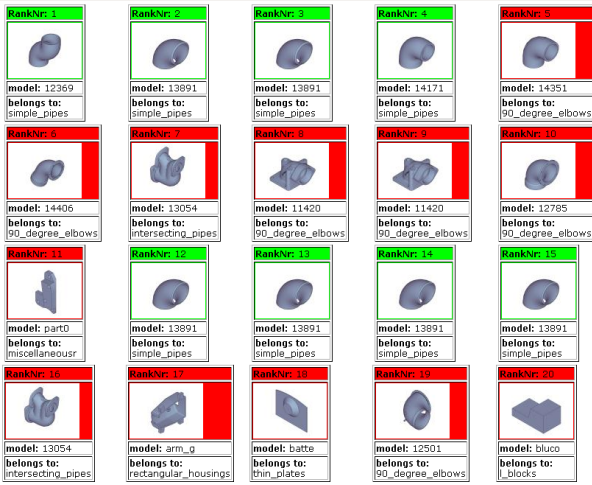 RankNr: 1
model: 12369
belongs to:
simple_pipes
RankNr: 2
model: 13891
belongs to:
simple_pipes
RankNr: 3
model: 13891
belongs to:
simple_pipes
RankNr: 4
model: 14171
belongs to:
simple_pipes
RankNr: 5
model: 14351
belongs to:
90_degree_elbows
RankNr: 6
model: 14406
belongs to:
90_degree_elbows
RankNr: 7
model: 13054
belongs to:
intersecting_pipes
RankNr: 8
model: 11420
belongs to:
90_degree_elbows
RankNr: 9
model: 11420
belongs to:
90_degree_elbows
RankNr: 10
model: 12785
belongs to:
90_degree_elbows
RankNr: 11
model: part0
belongs to:
miscellaneousr
RankNr: 12
model: 13891
belongs to:
simple_pipes
RankNr: 13
model: 13891
belongs to:
simple_pipes
RankNr: 14
model: 13891
belongs to:
simple_pipes
RankNr: 15
model: 13891
belongs to:
simple_pipes
RankNr: 16
model: 13054
belongs to:
intersecting_pipes
RankNr: 17
model: arm_g
belongs to:
rectangular_housings
RankNr: 18
model: batte
belongs to:
thin_plates
RankNr: 19
model: 12501
belongs to:
90_degree_elbows
RankNr: 20
model: bluco
belongs to:
l_blocks